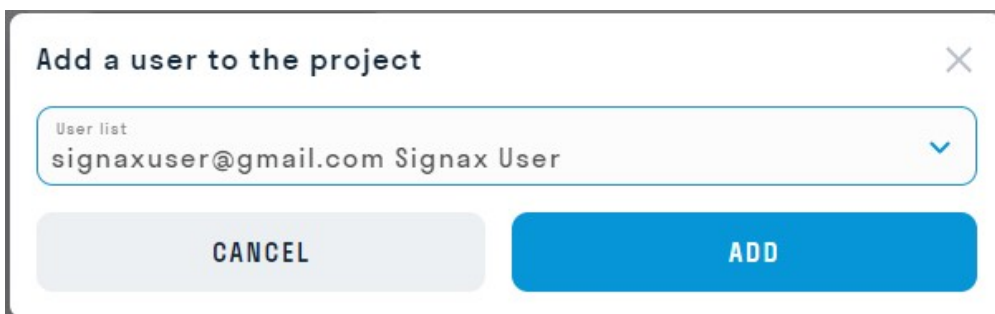 Add a user to the project
User list
signaxuser@gmail.com Signax User
CANCEL
ADD